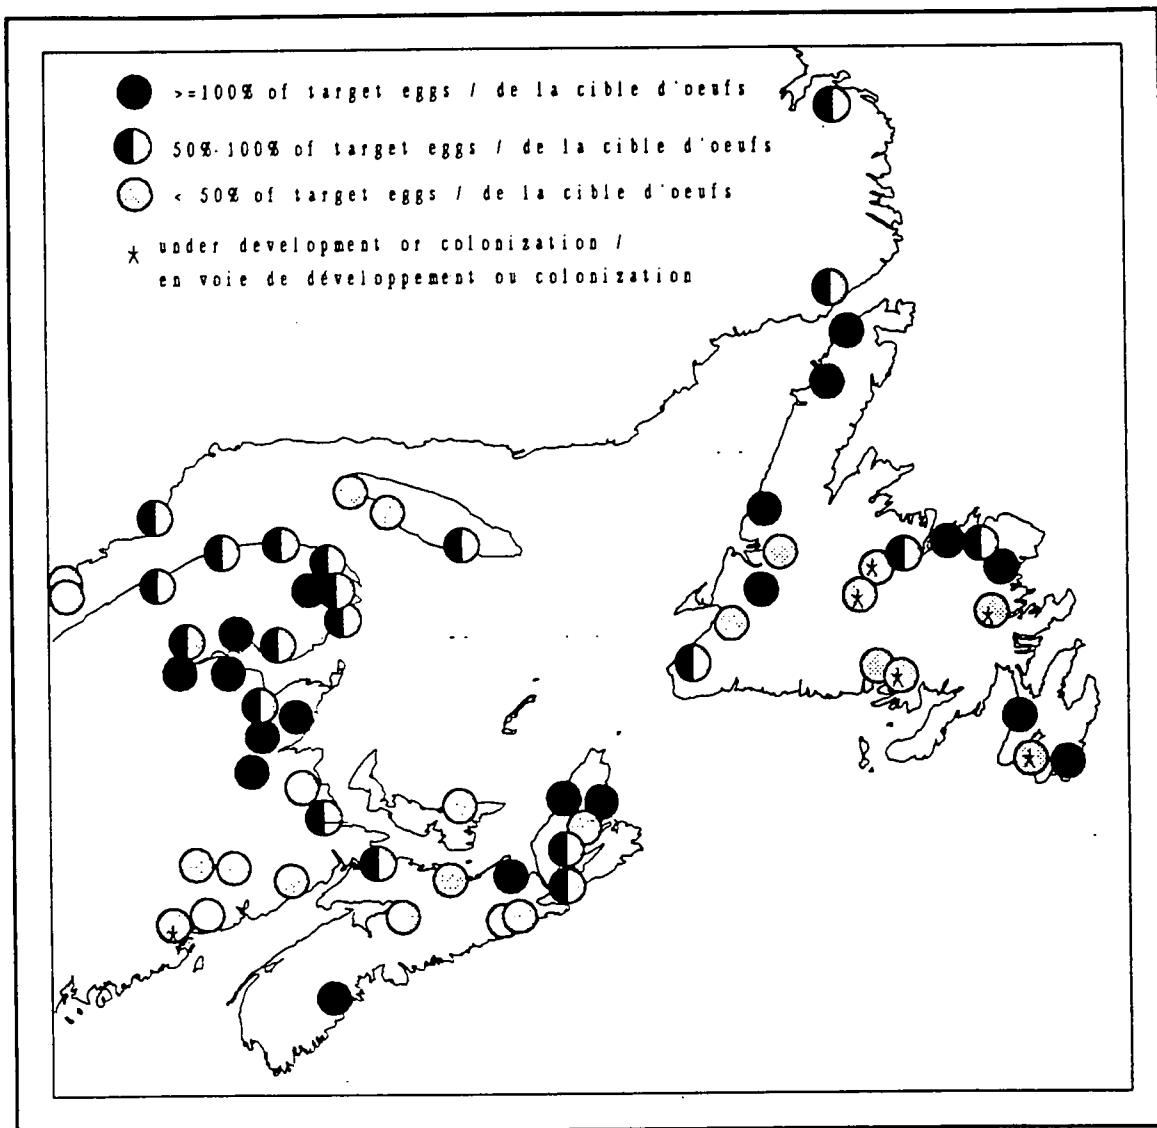 >=100% of target eggs / de la cible d'oeufs
50%-100% of target eggs / de la cible d'oeufs
< 50% of target eggs / de la cible d'oeufs
* under development or colonization /
en voie de développement ou colonization